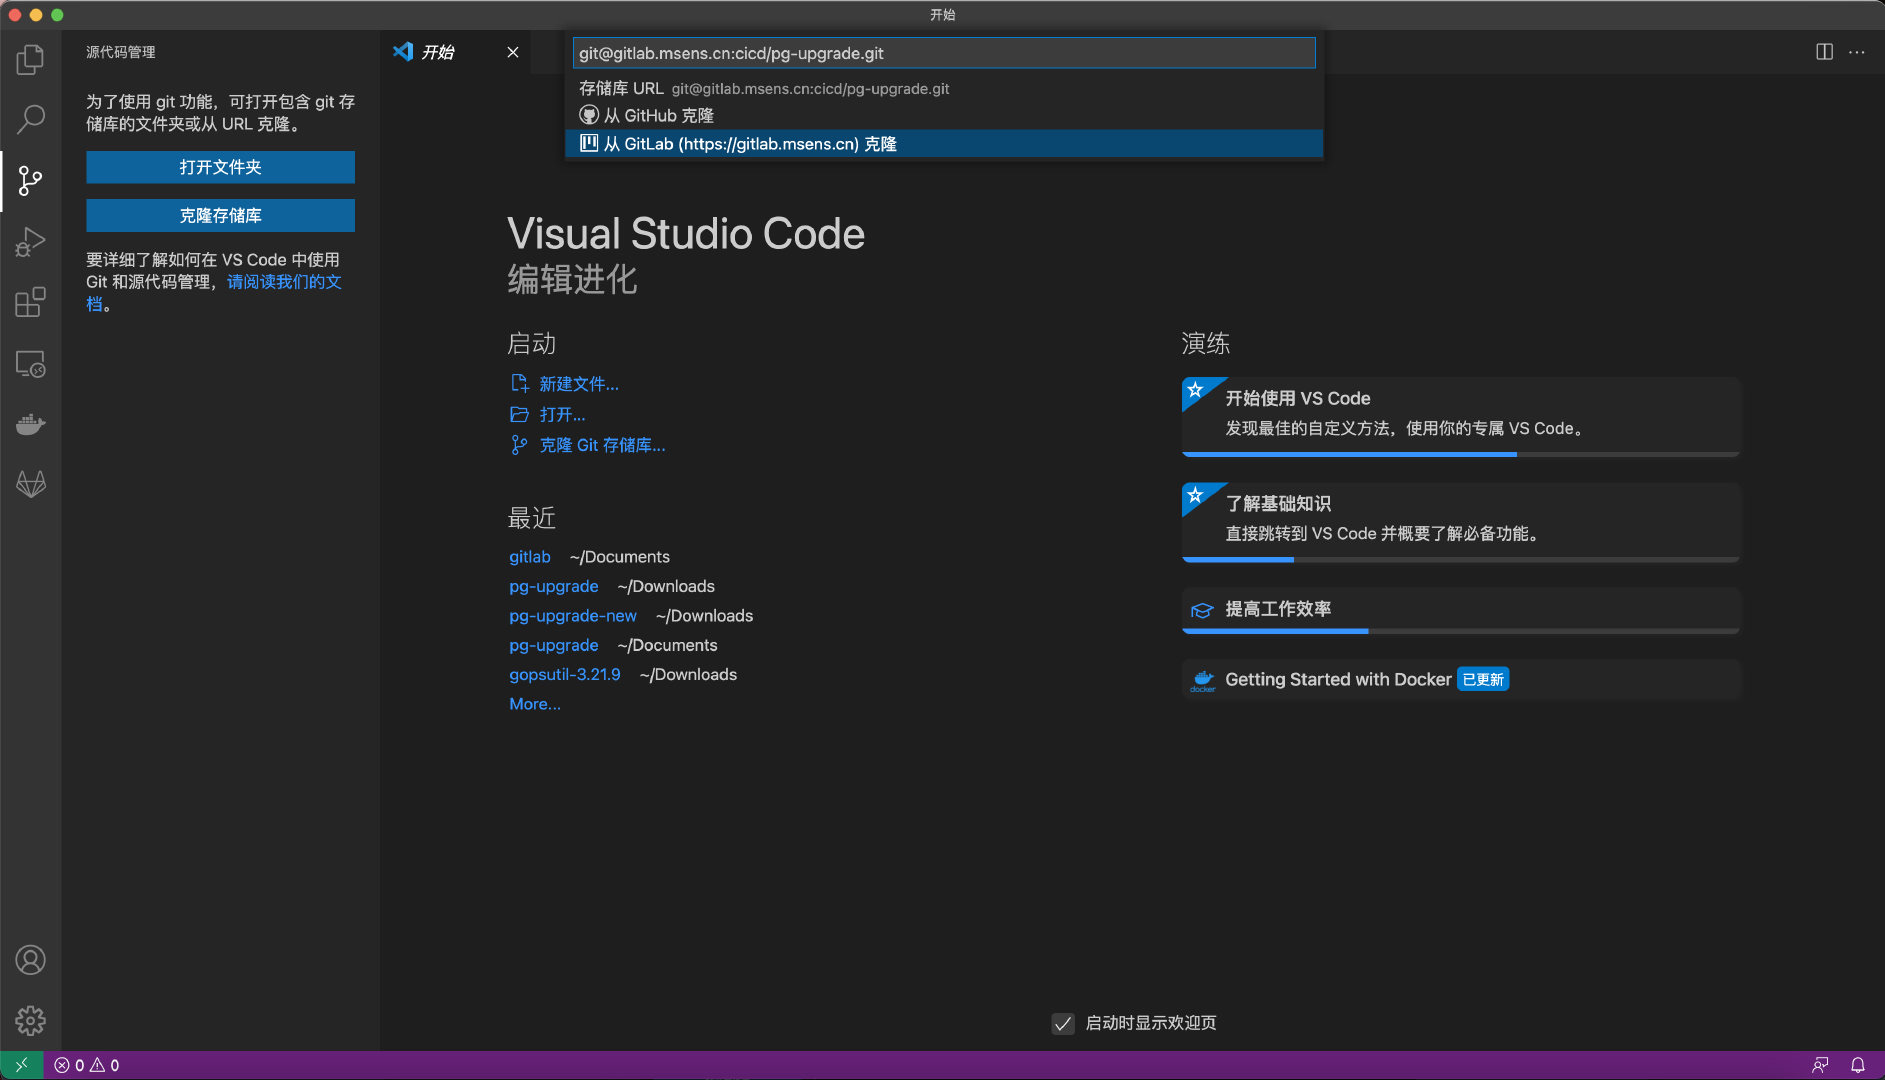 开始
源代码管理
为了使用 git 功能，可打开包含 git 存
储库的文件夹或从 URL 克隆。
打开文件夹
克隆存储库
要详细了解如何在 VS Code 中使用
Git 和源代码管理，请阅读我们的文
档。
开始
git@gitlab.msens.cn:cicd/pg-upgrade.git
存储库 URL git@gitlab.msens.cn:cicd/pg-upgrade.git
从 GitHub 克隆
从 GitLab (https://gitlab.msens.cn) 克隆
Visual Studio Code
编辑进化
启动
新建文件...
打开...
克隆 Git 存储库...
最近
gitlab ~/Documents
pg-upgrade ~/Downloads
pg-upgrade-new ~/Downloads
pg-upgrade ~/Documents
gopsutil-3.21.9 ~/Downloads
More...
演练
开始使用 VS Code
发现最佳的自定义方法，使用你的专属 VS Code。
了解基础知识
直接跳转到 VS Code 并概要了解必备功能。
提高工作效率
docker
Getting Started with Docker 已更新
启动时显示欢迎页
0 0